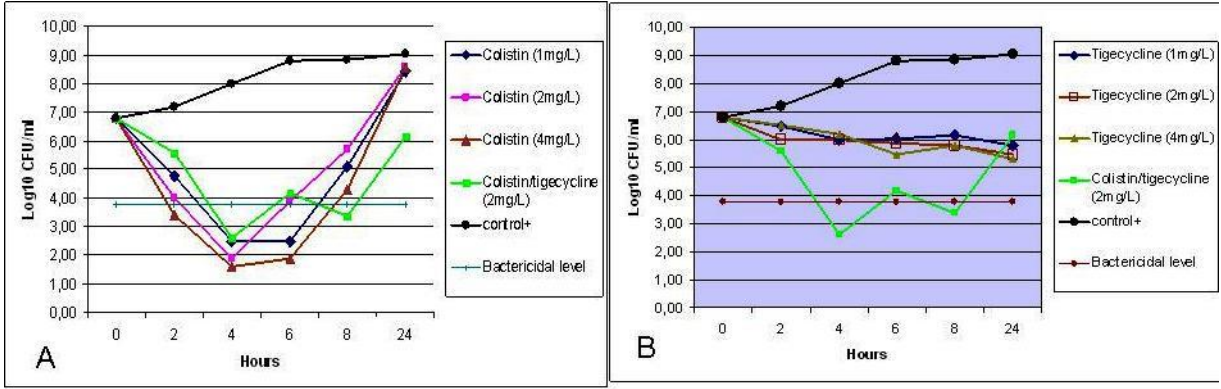 10,00
9,00
8,00
7,00
6,00
5,00
4,00
3,00
2,00
1,00
0,00
Log10 CFU/ml
0 2 4 6 8 24
Hours
A
Colistin (1mg/L)
Colistin (2mg/L)
Colistin (4mg/L)
Colistin/tigecycline
(2mg/L)
control+
Bactericidal level
10,00
9,00
8,00
7,00
6,00
5,00
4,00
3,00
2,00
1,00
0,00
Log10 CFU/ml
0 2 4 6 8 24
Hours
B
Tigecycline (1mg/L)
Tigecycline (2mg/L)
Tigecycline (4mg/L)
Colistin/tigecycline
(2mg/L)
control+
Bactericidal level